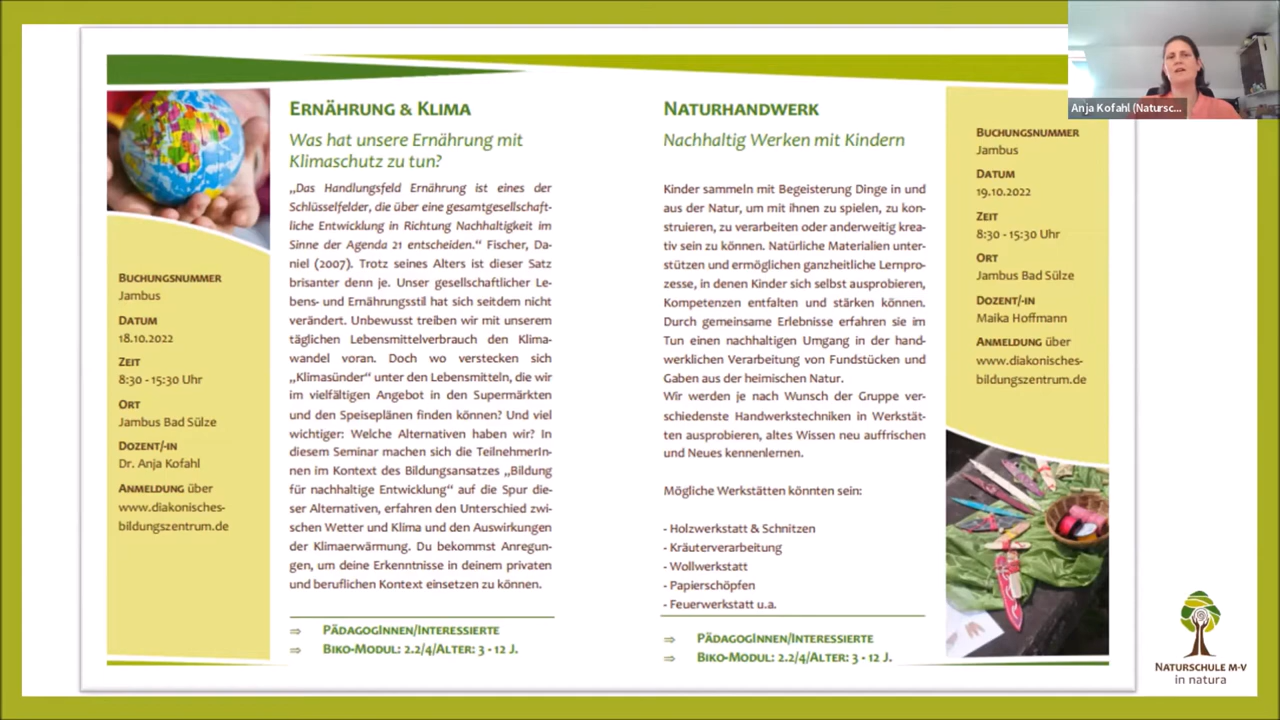 ERNÄHRUNG & KLIMA
Was hat unsere Ernährung mit
Klimaschutz zu tun?
„Das Handlungsfeld Ernährung ist eines der
Schlüsselfelder, die über eine gesamtgesellschaft-
liche Entwicklung in Richtung Nachhaltigkeit im
Sinne der Agenda 21 entscheiden.“ Fischer, Da-
niel (2007). Trotz seines Alters ist dieser Satz
brisanter denn je. Unser gesellschaftlicher Le-
bens- und Ernährungsstil hat sich seitdem nicht
verändert. Unbewusst treiben wir mit unserem
täglichen Lebensmittelverbrauch den Klima-
wandel voran. Doch wo verstecken sich
„Klimasünder“ unter den Lebensmitteln, die wir
im vielfältigen Angebot in den Supermärkten
und den Speiseplänen finden können? Und viel
wichtiger: Welche Alternativen haben wir? In
diesem Seminar machen sich die TeilnehmerIn-
nen im Kontext des Bildungsansatzes „Bildung
für nachhaltige Entwicklung“ auf die Spur die-
ser Alternativen, erfahren den Unterschied zwi-
schen Wetter und Klima und den Auswirkungen
der Klimaerwärmung. Du bekommst Anregun-
gen, um deine Erkenntnisse in deinem privaten
und beruflichen Kontext einsetzen zu können.
⇒ PÄDAGOGINNEN/INTERESSIERTE
⇒ BIKO-MODUL: 2.2/4/ALTER: 3 - 12 J.
BUCHUNGSNUMMER
Jambus
DATUM
18.10.2022
ZEIT
8:30 - 15:30 Uhr
ORT
Jambus Bad Sülze
DOZENT/-IN
Dr. Anja Kofahl
ANMELDUNG über
www.diakonisches-
bildungszentrum.de
NATURHANDWERK
Nachhaltig Werken mit Kindern
Kinder sammeln mit Begeisterung Dinge in und
aus der Natur, um mit ihnen zu spielen, zu kon-
struieren, zu verarbeiten oder anderweitig krea-
tiv sein zu können. Natürliche Materialien unter-
stützen und ermöglichen ganzheitliche Lernpro-
zesse, in denen Kinder sich selbst ausprobieren,
Kompetenzen entfalten und stärken können.
Durch gemeinsame Erlebnisse erfahren sie im
Tun einen nachhaltigen Umgang in der hand-
werklichen Verarbeitung von Fundstücken und
Gaben aus der heimischen Natur.
Wir werden je nach Wunsch der Gruppe ver-
schiedenste Handwerkstechniken in Werkstät-
ten ausprobieren, altes Wissen neu auffrischen
und Neues kennenlernen.
Mögliche Werkstätten könnten sein:
- Holzwerkstatt & Schnitzen
- Kräuterverarbeitung
- Wollwerkstatt
- Papierschöpfen
- Feuerwerkstatt u.a.
⇒ PÄDAGOGINNEN/INTERESSIERTE
⇒ BIKO-MODUL: 2.2/4/ALTER: 3 - 12 J.
BUCHUNGSNUMMER
Jambus
DATUM
19.10.2022
ZEIT
8:30 - 15:30 Uhr
ORT
Jambus Bad Sülze
DOZENT/-IN
Maika Hoffmann
ANMELDUNG über
www.diakonisches-
bildungszentrum.de
Anja Kofahl (Natursc...
NATURSCHULE M-V
in natura